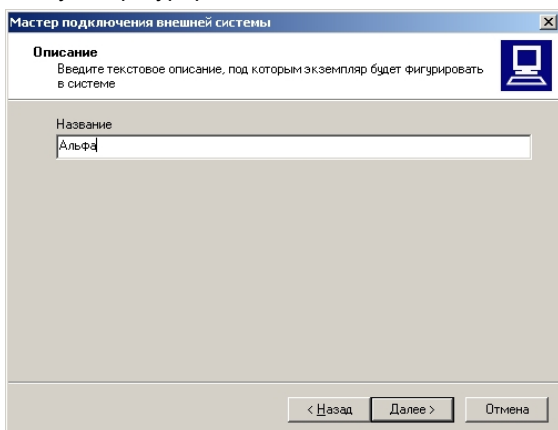 Мастер подключения внешней системы
Описание
Введите текстовое описание, под которым экземпляр будет фигурировать
в системе
Название
Альфа
< Назад
Далее >
Отмена